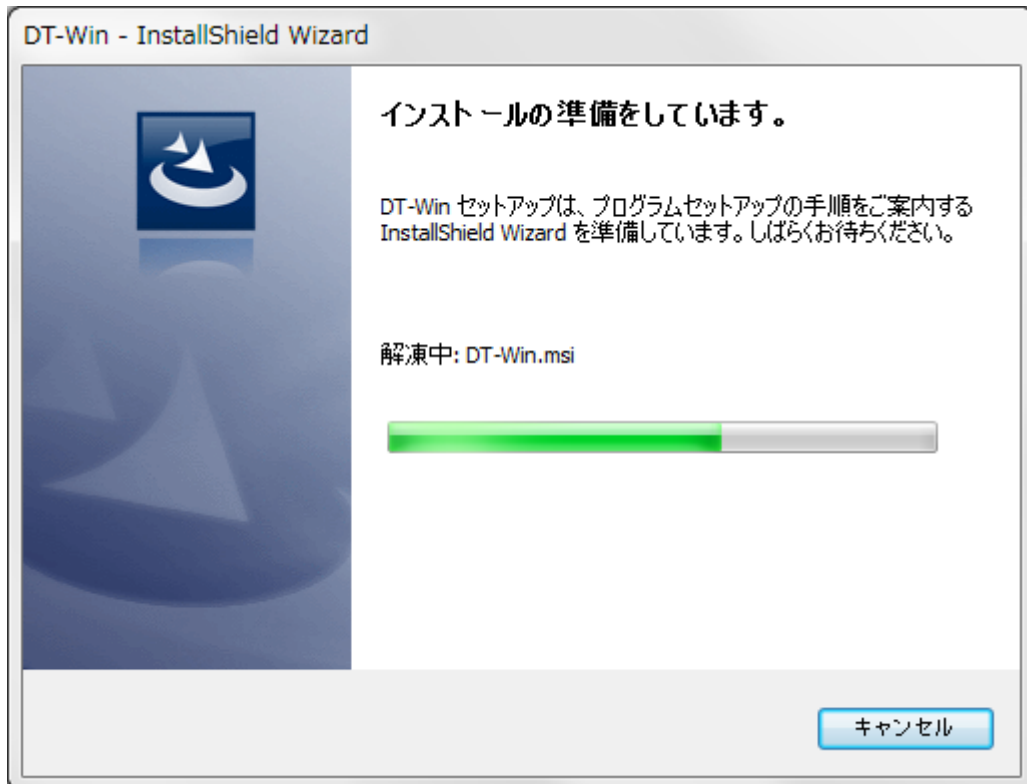 DT-Win - InstallShield Wizard
インストールの準備をしています。
DT-Win セットアップは、プログラムセットアップの手順をご案内する
InstallShield Wizard を準備しています。しばらくお待ちください。
解凍中: DT-Win.msi
キャンセル